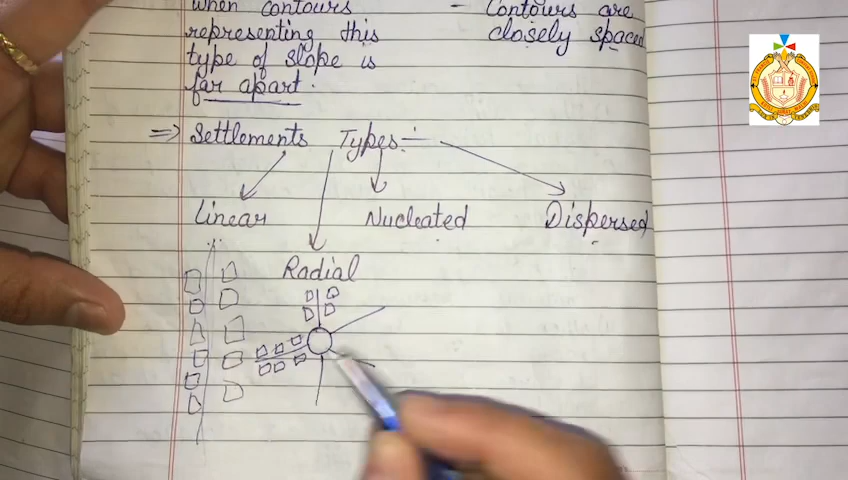 when contours
representing this
type of slope is
far apart.
- Contours are
closely spaced
⇒ Settlements Types :-
Linear
Nucleated
Dispersed
Radial